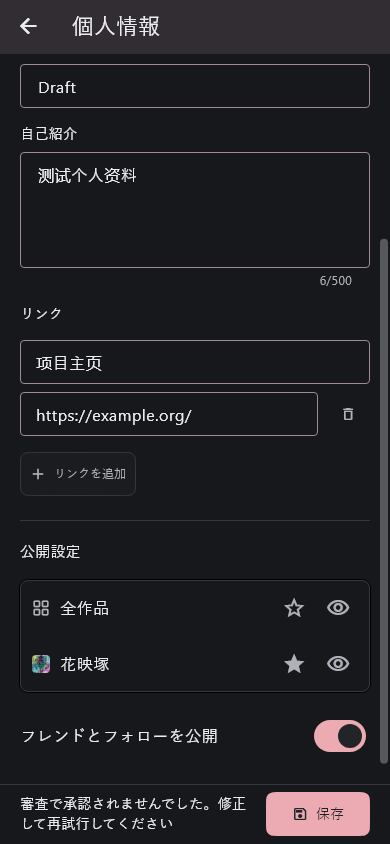 個人情報
Draft
自己紹介
测试个人资料
6/500
リンク
项目主页
https://example.org/
リンクを追加
公開設定
全作品
花映塚
フレンドとフォローを公開
審査で承認されませんでした。修正
して再試行してください
保存